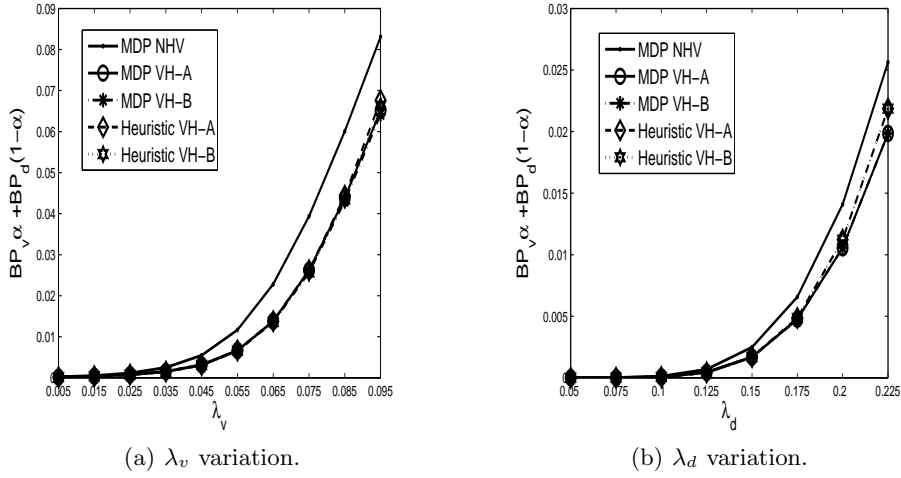 0.09
0.08
0.07
0.06
0.05
0.04
0.03
0.02
0.01
0
BP_vα +BP_d(1−α)
MDP NHV
MDP VH−A
MDP VH−B
Heuristic VH−A
Heuristic VH−B
0.005 0.015 0.025 0.035 0.045 0.055 0.065 0.075 0.085 0.095
λ_v
(a) λ_v variation.
0.03
0.025
0.02
0.015
0.01
0.005
0
BP_vα +BP_d(1−α)
MDP NHV
MDP VH−A
MDP VH−B
Heuristic VH−A
Heuristic VH−B
0.05 0.075 0.1 0.125 0.15 0.175 0.2 0.225
λ_d
(b) λ_d variation.